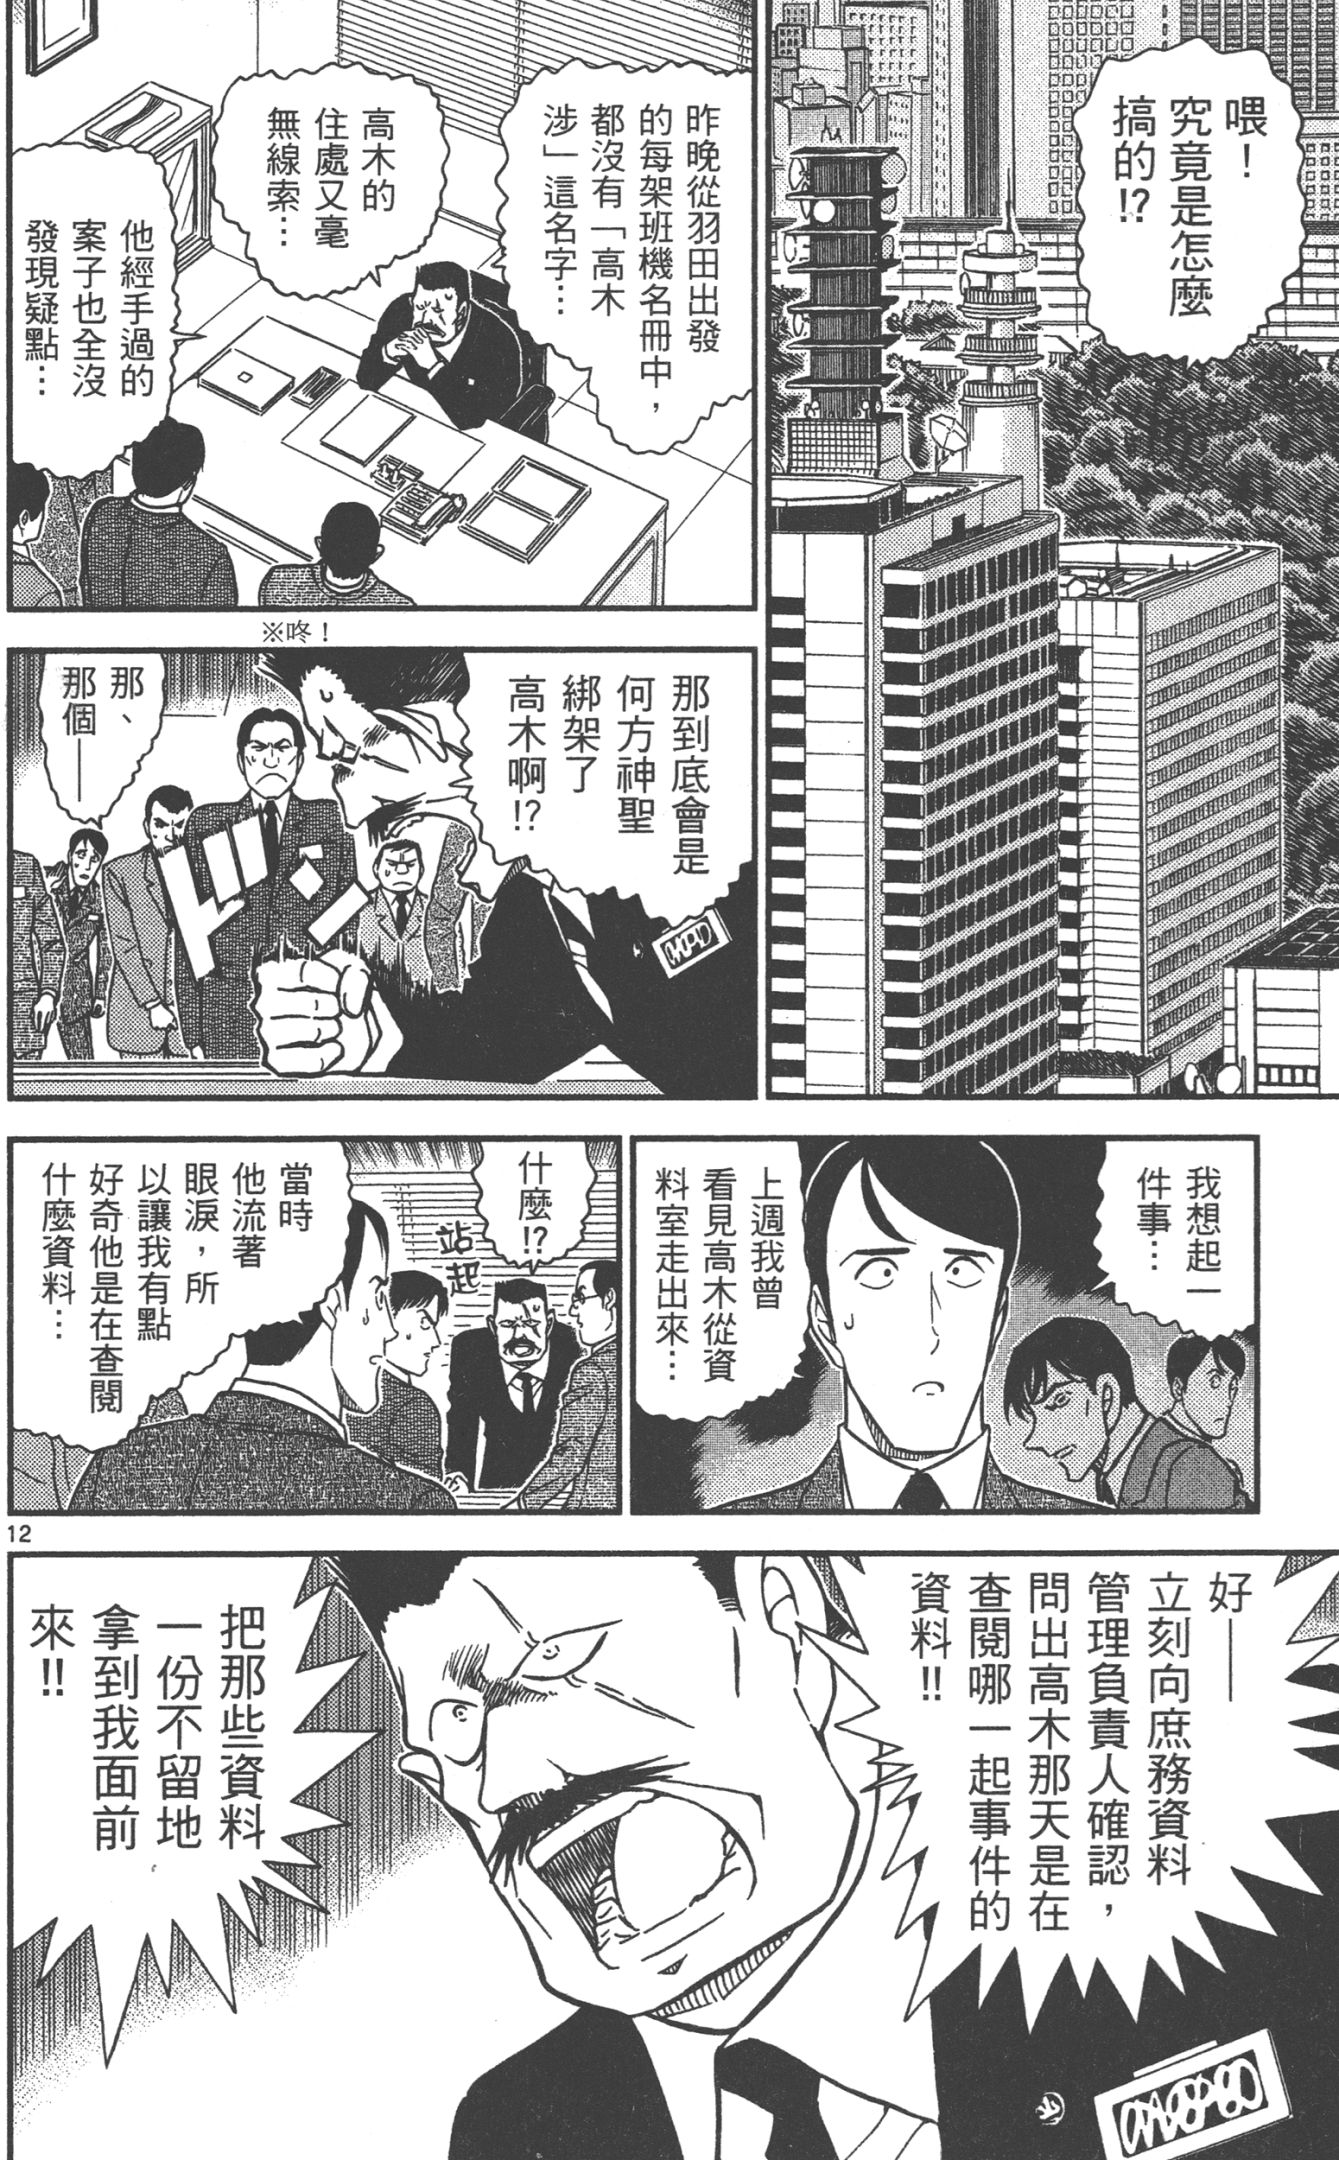 喂！
究竟是怎麼
搞的!?
昨晚從羽田出發
的每架班機名冊中，
都沒有「高木
涉」這名字…
高木的
住處又毫
無線索…
他經手過的
案子也全沒
發現疑點…
※咚！
那到底會是
何方神聖
綁架了
高木啊!?
ドン
那、
那個——
我想起一
件事…
上週我曾
看見高木從資
料室走出來…
什麼!?
站起
當時
他流著
眼淚，所
以讓我有點
好奇他是在查閱
什麼資料…
12
好——
立刻向庶務資料
管理負責人確認，
問出高木那天是在
查閱哪一起事件的
資料!!
把那些資料
一份不留地
拿到我面前
來!!